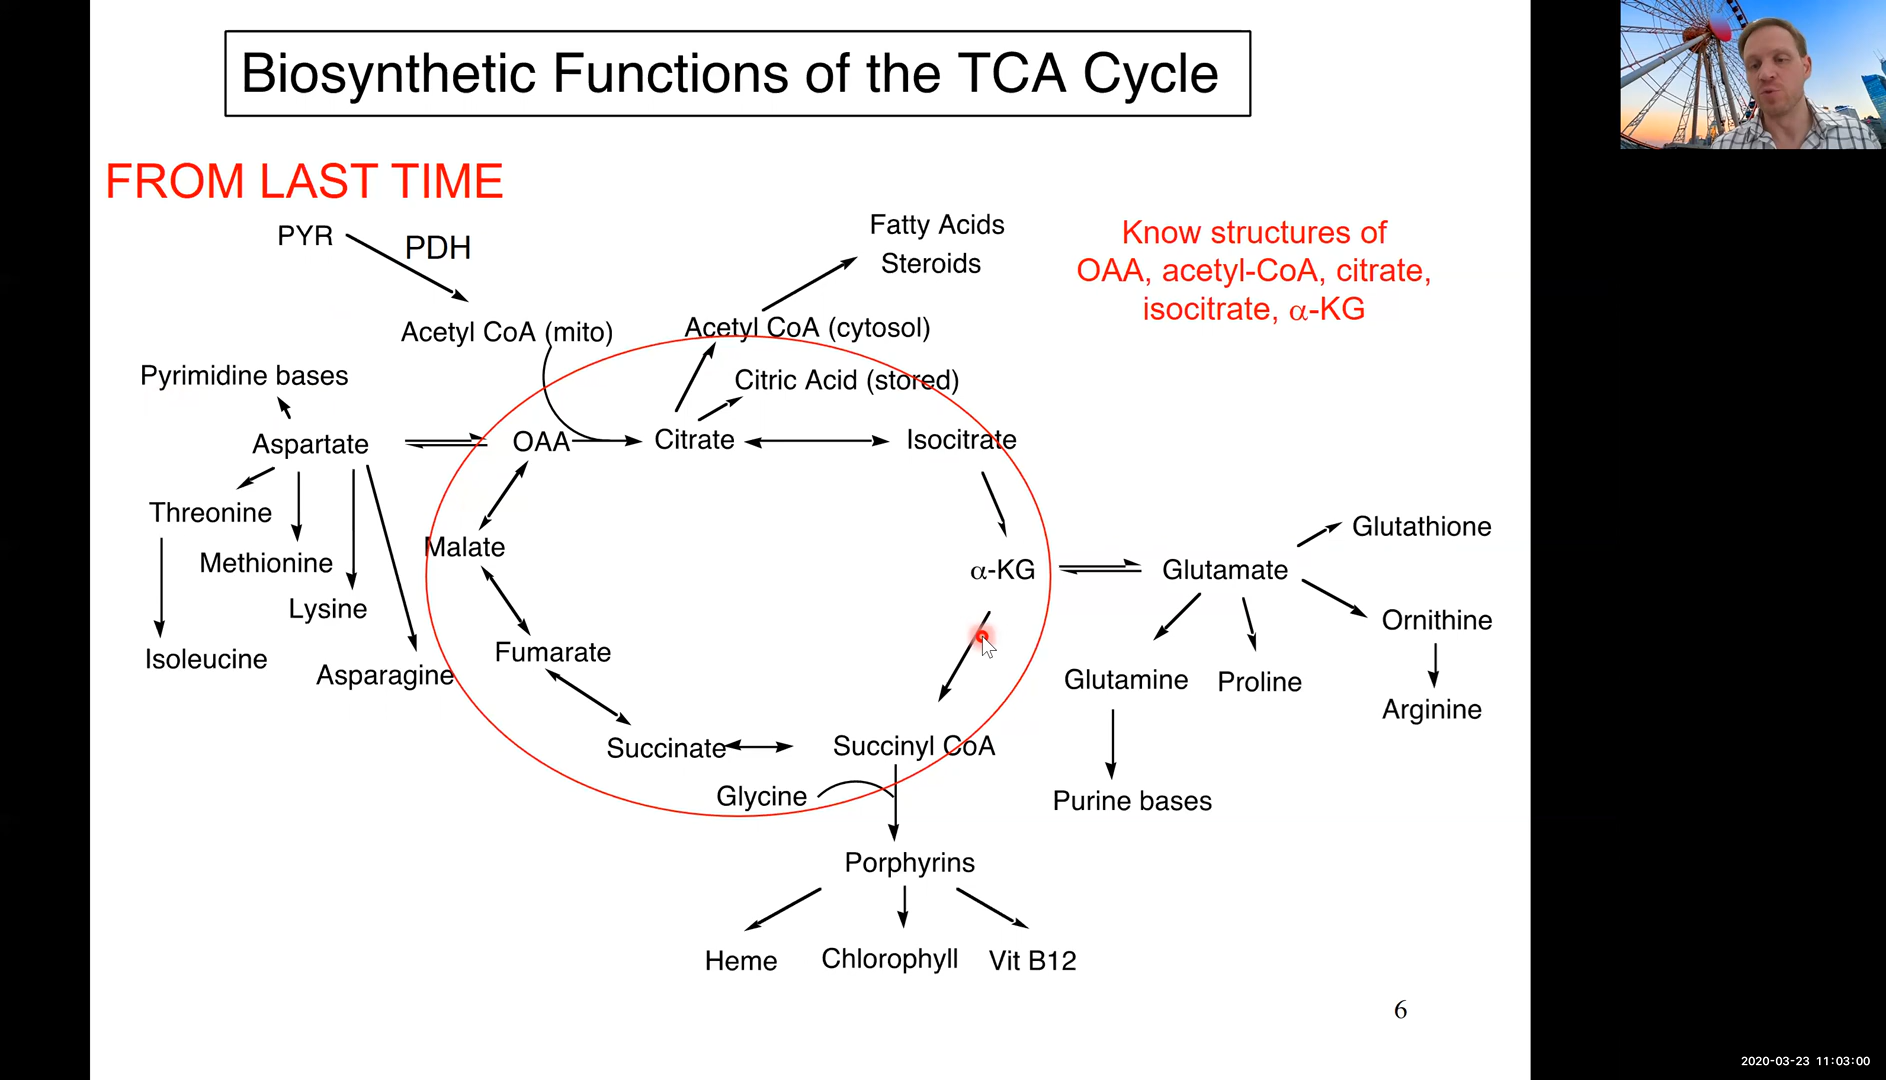 Biosynthetic Functions of the TCA Cycle
FROM LAST TIME
PYR
PDH
Fatty Acids
Steroids
Know structures of
OAA, acetyl-CoA, citrate,
isocitrate, α-KG
Acetyl CoA (mito)
Acetyl CoA (cytosol)
Citric Acid (stored)
Pyrimidine bases
Aspartate
OAA
Citrate
Isocitrate
Threonine
Methionine
Lysine
Isoleucine
Asparagine
Malate
Fumarate
Succinate
Succinyl CoA
α-KG
Glutamate
Glutathione
Ornithine
Arginine
Glutamine
Proline
Purine bases
Glycine
Porphyrins
Heme
Chlorophyll
Vit B12
6
2020-03-23 11:03:00